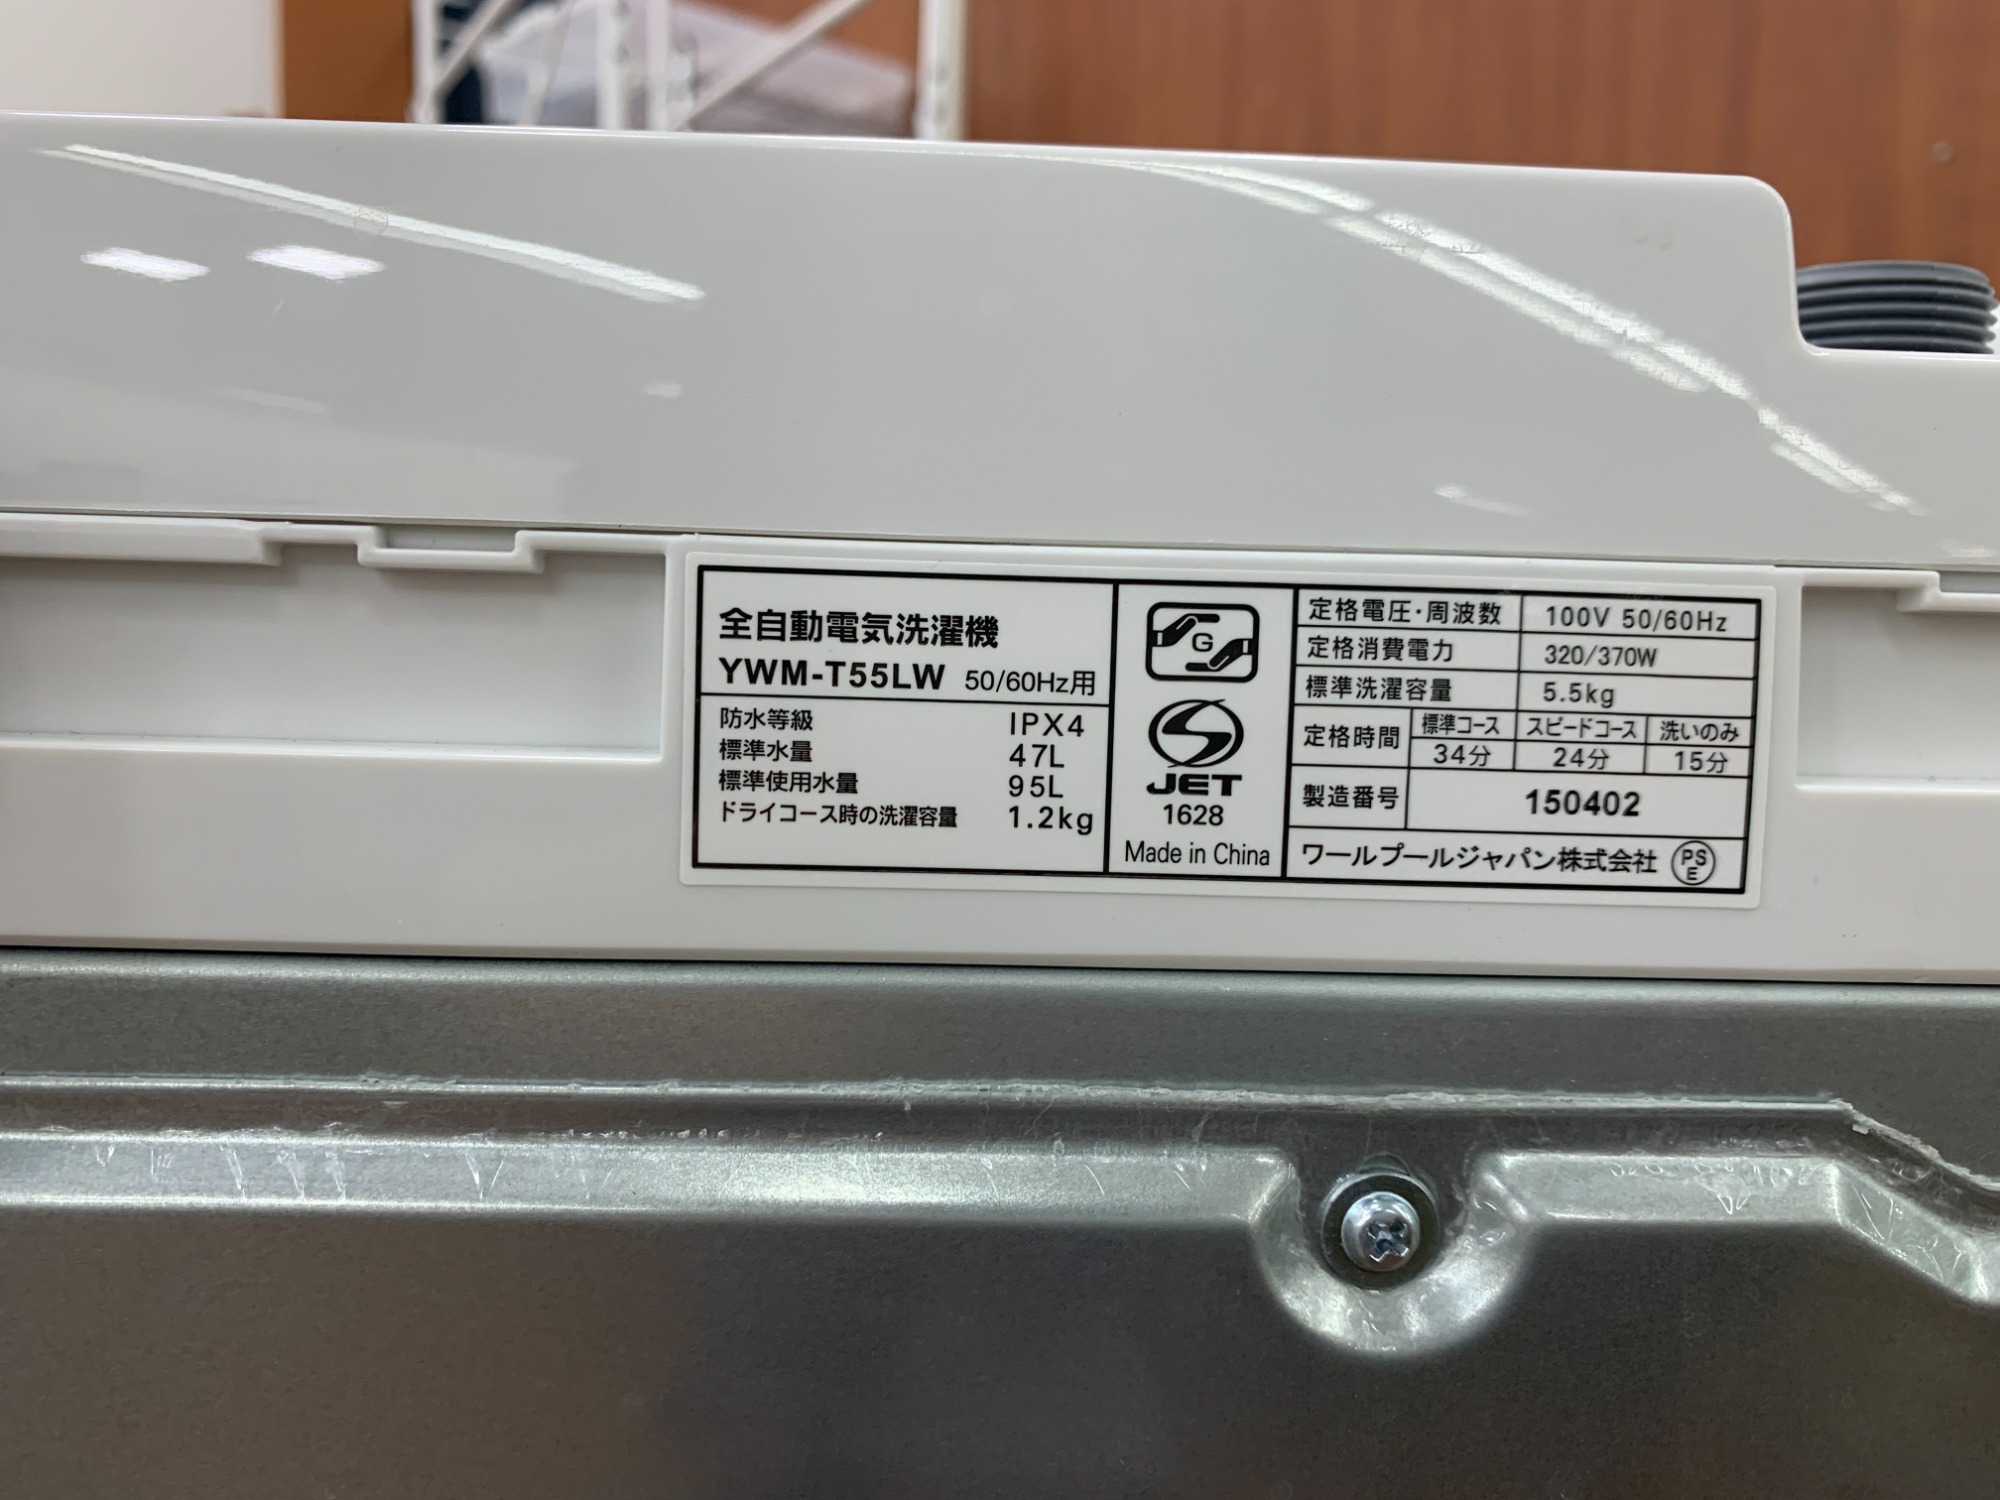 全自動電気洗濯機
YWM-T55LW 50/60Hz用
防水等級 IPX4
標準水量 47L
標準使用水量 95L
ドライコース時の洗濯容量 1.2kg
G
JET
1628
Made in China
定格電圧・周波数 100V 50/60Hz
定格消費電力 320/370W
標準洗濯容量 5.5kg
定格時間 標準コース スピードコース 洗いのみ
34分 24分 15分
製造番号 150402
ワールプールジャパン株式会社 PSE